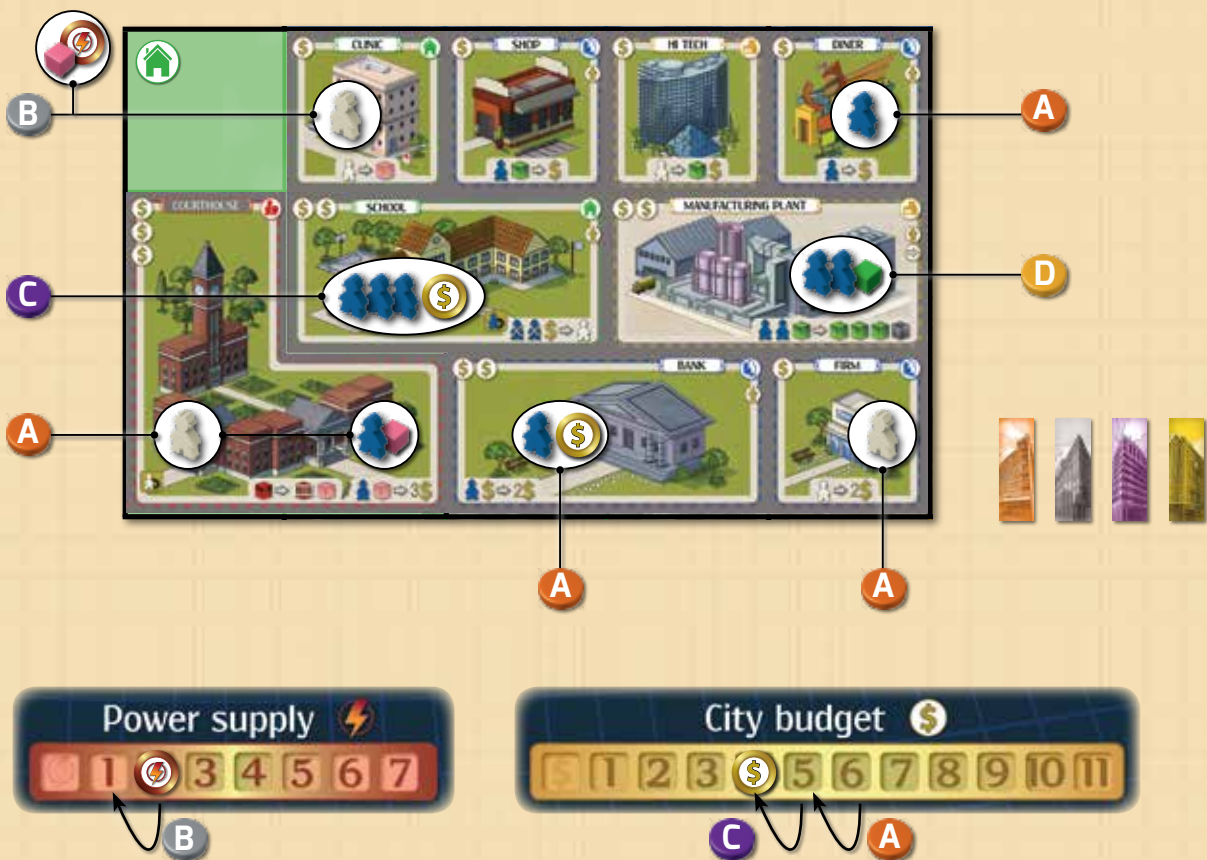 CLINIC SHOP HI TECH DINER
B
A
COURTHOUSE SCHOOL MANUFACTURING PLANT
C
D
BANK FIRM
A
3$ $ 2$ 2$
A A
Power supply City budget $
1 3 4 5 6 7
1 2 3 $ 5 6 7 8 9 10 11
B C A